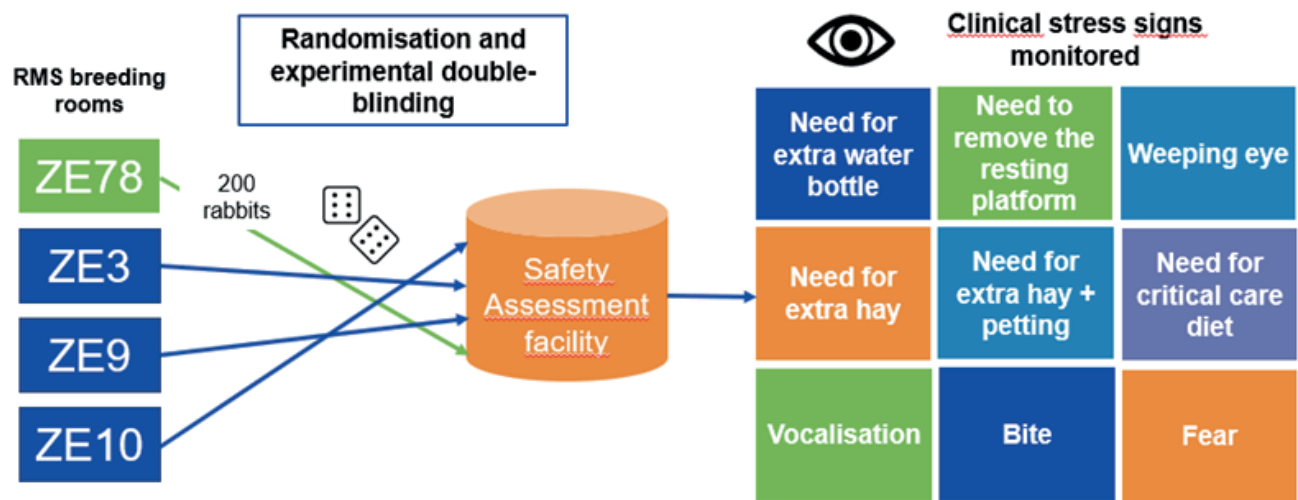 RMS breeding
rooms
ZE78
ZE3
ZE9
ZE10
Randomisation and
experimental double-
blinding
200
rabbits
Safety
Assessment
facility
Clinical stress signs
monitored
Need for
extra water
bottle
Need to
remove the
resting
platform
Weeping eye
Need for
extra hay
Need for
extra hay +
petting
Need for
critical care
diet
Vocalisation
Bite
Fear